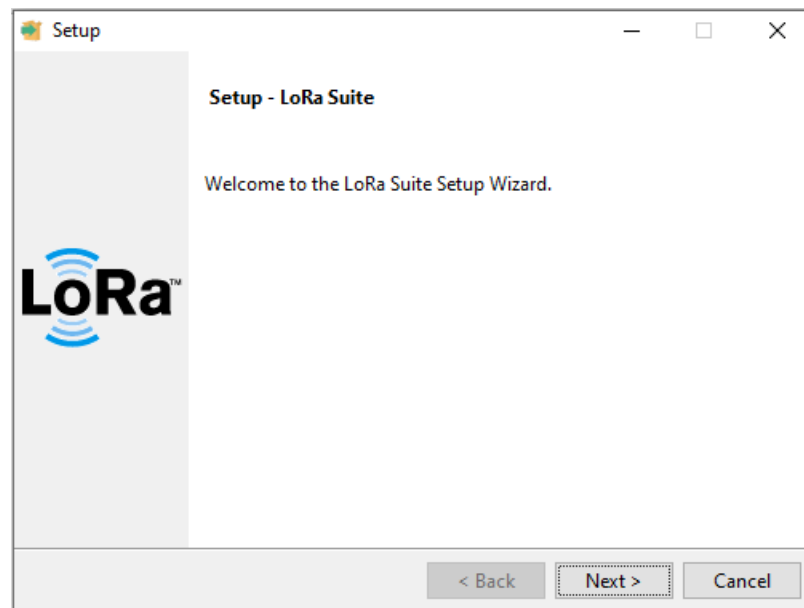 Setup
Setup - LoRa Suite
Welcome to the LoRa Suite Setup Wizard.
LoRa™
< Back Next > Cancel